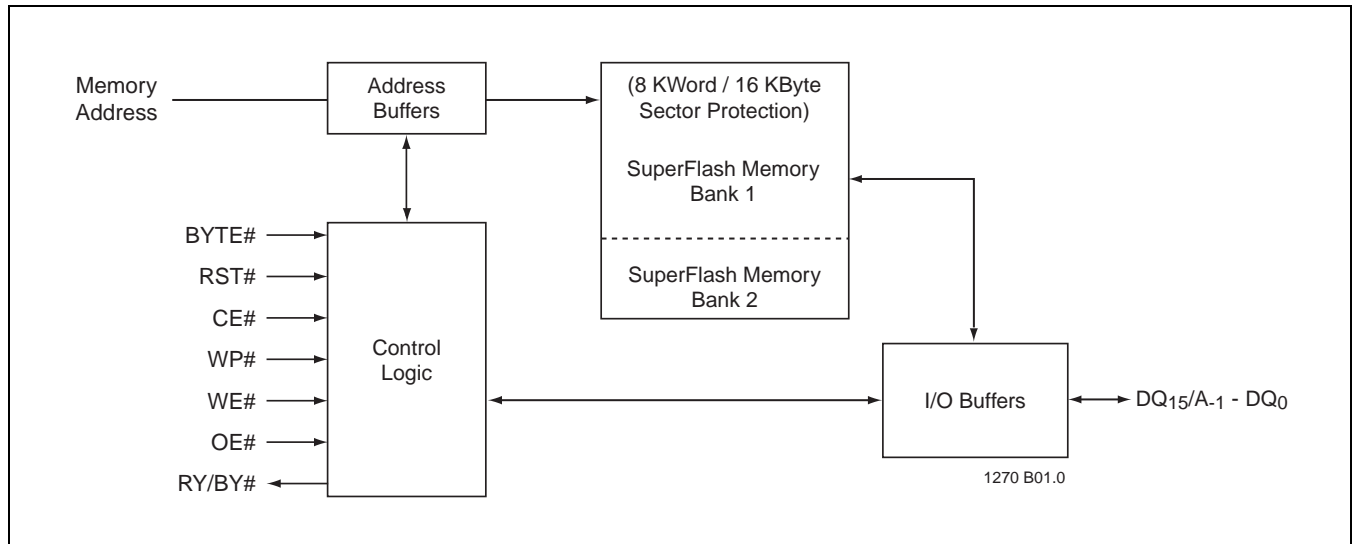 Memory
Address
Address
Buffers
(8 KWord / 16 KByte
Sector Protection)
SuperFlash Memory
Bank 1
SuperFlash Memory
Bank 2
BYTE#
RST#
CE#
WP#
WE#
OE#
RY/BY#
Control
Logic
I/O Buffers
DQ15/A-1 - DQ0
1270 B01.0